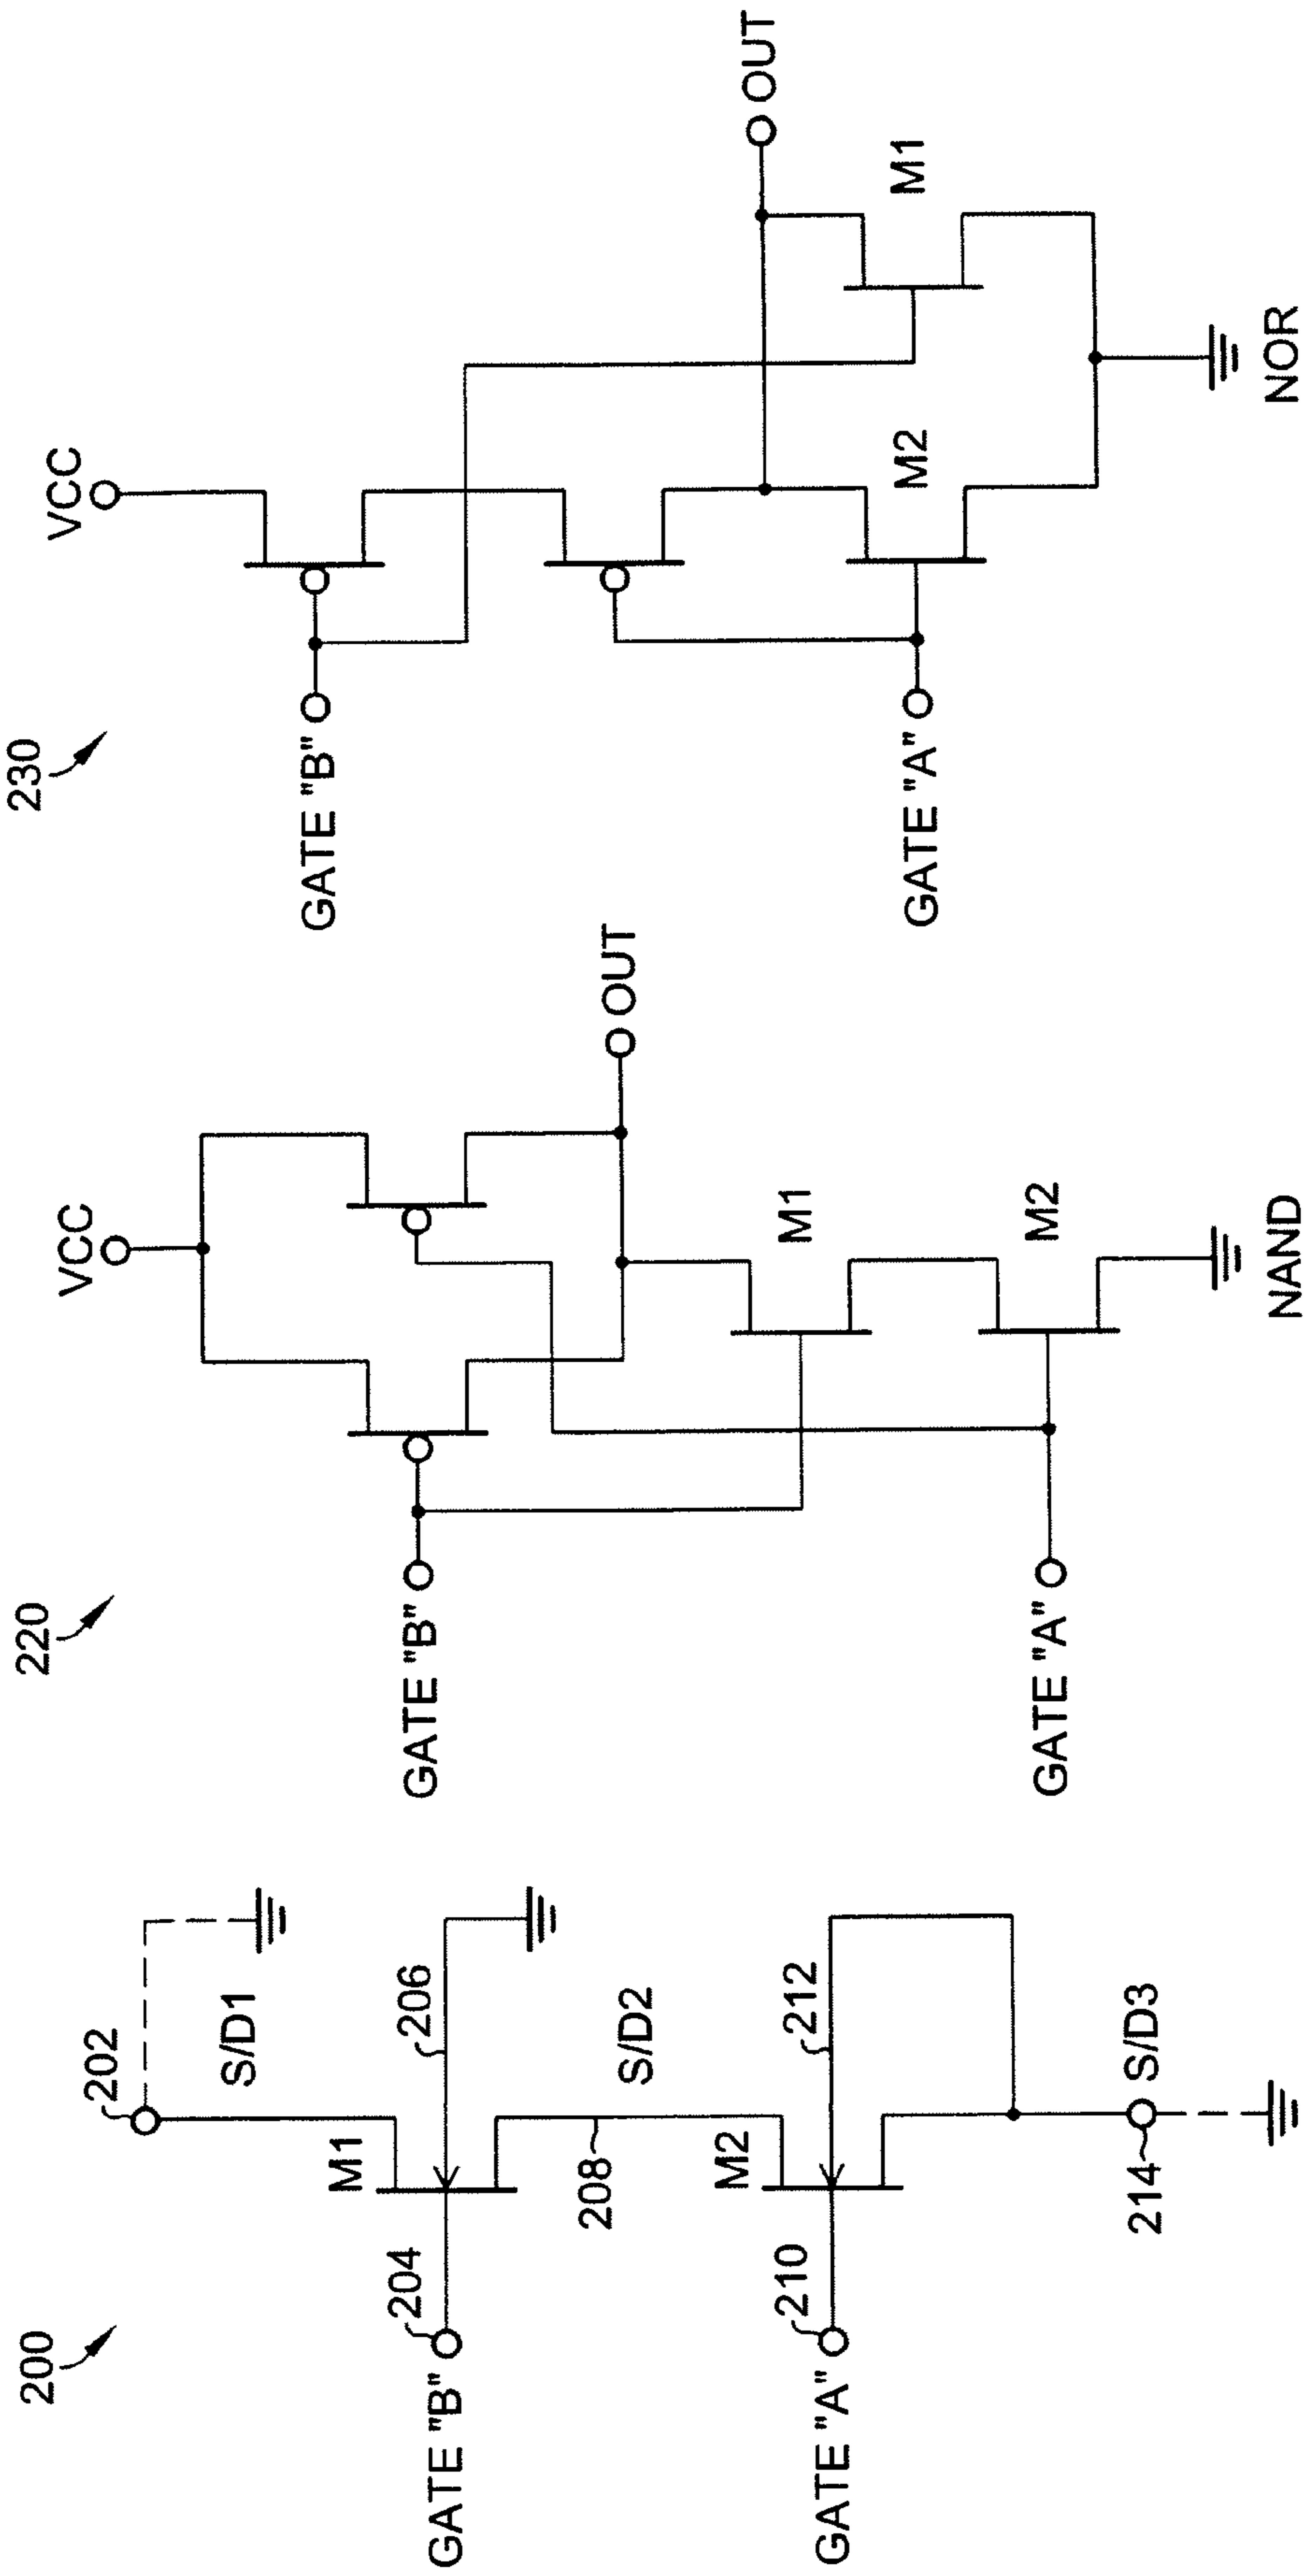 200
202
S/D1
M1
204
GATE "B"
206
208
S/D2
M2
210
GATE "A"
212
214
S/D3
220
VCC
GATE "B"
OUT
M1
M2
GATE "A"
NAND
230
VCC
GATE "B"
OUT
M2
M1
GATE "A"
NOR